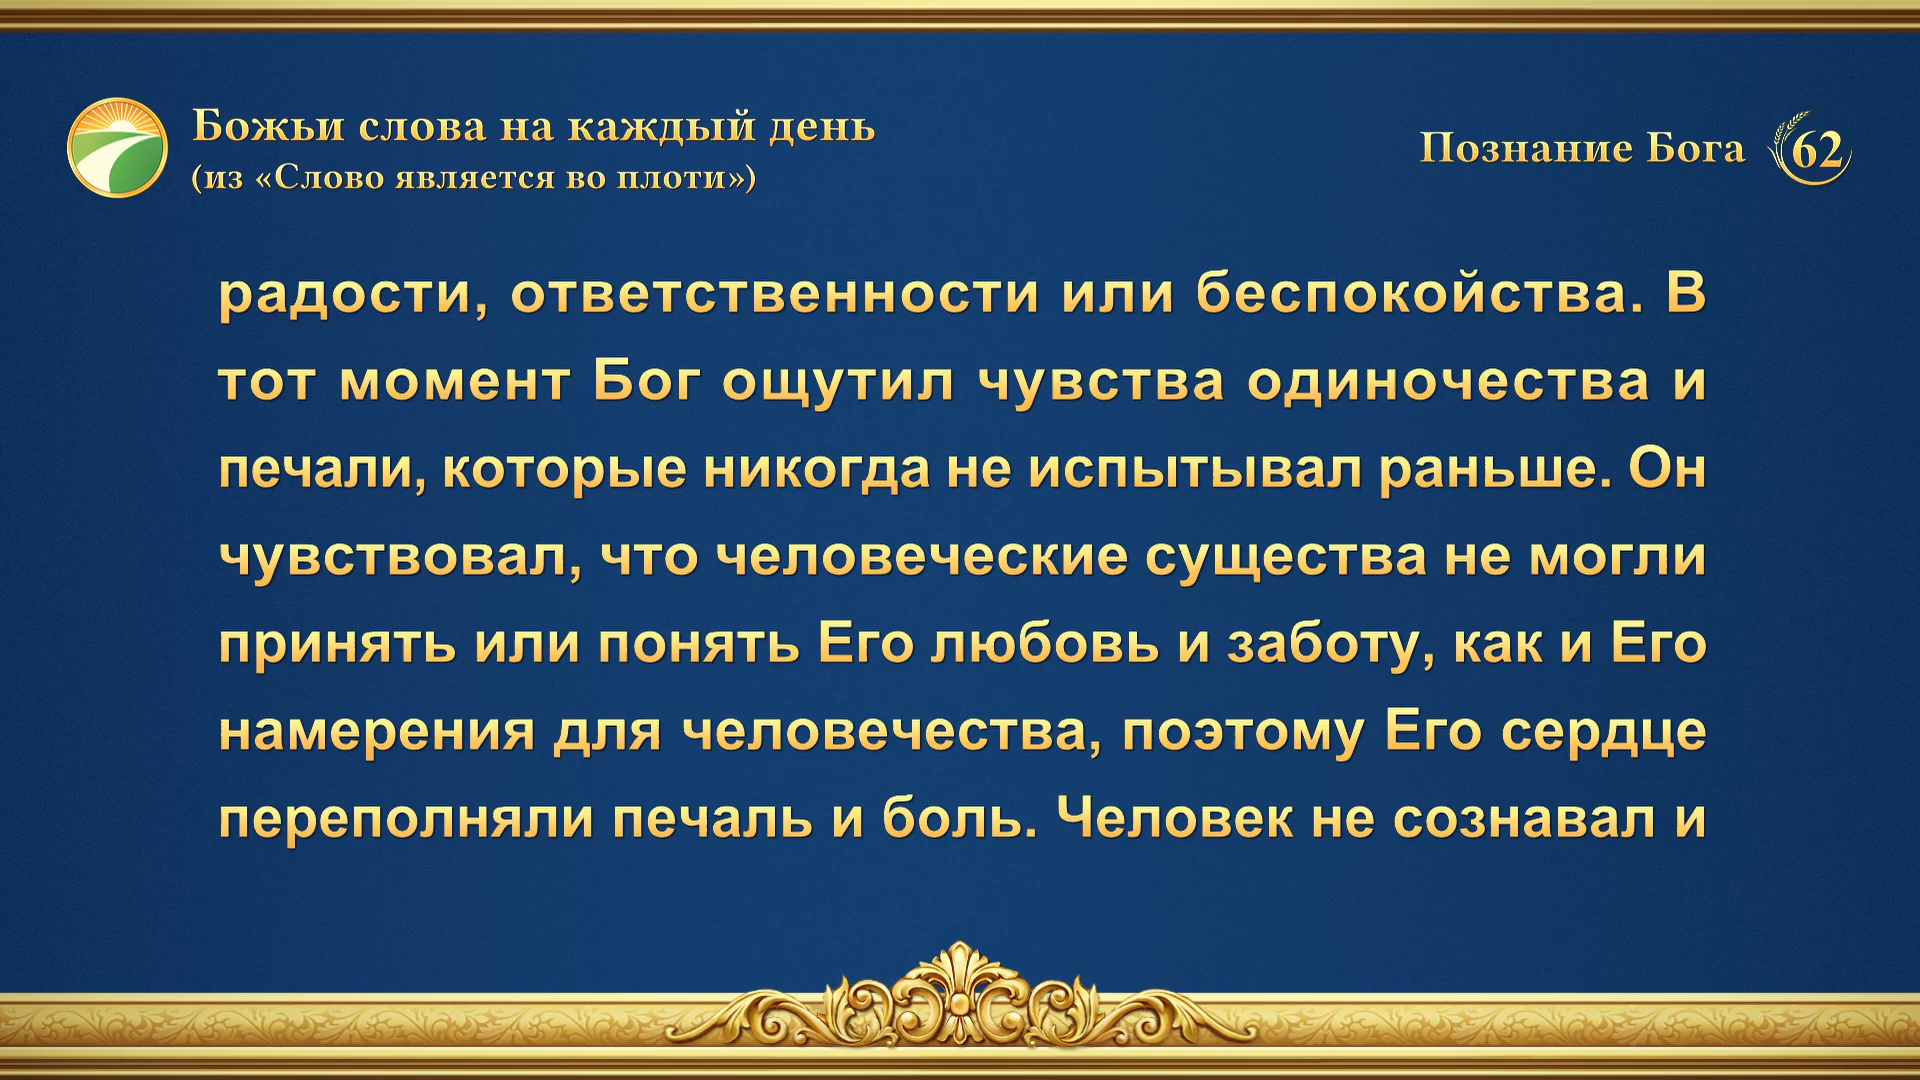 Божьи слова на каждый день
(из «Слово является во плоти»)
Познание Бога 62
радости, ответственности или беспокойства. В
тот момент Бог ощутил чувства одиночества и
печали, которые никогда не испытывал раньше. Он
чувствовал, что человеческие существа не могли
принять или понять Его любовь и заботу, как и Его
намерения для человечества, поэтому Его сердце
переполняли печаль и боль. Человек не сознавал и